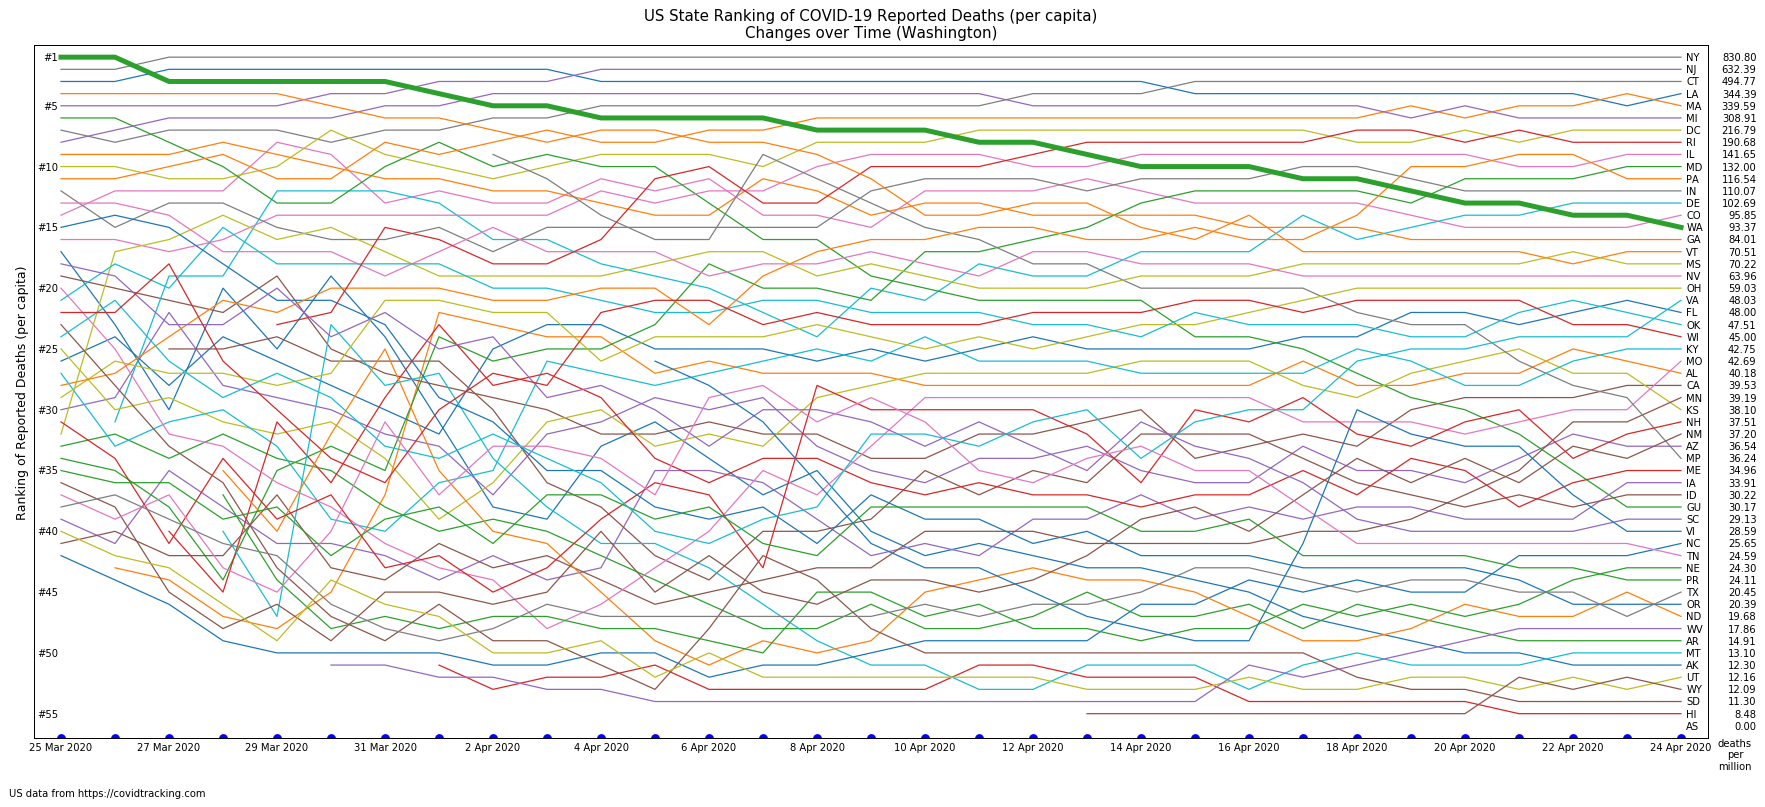 US State Ranking of COVID-19 Reported Deaths (per capita)
Changes over Time (Washington)
Ranking of Reported Deaths (per capita)
#1
#5
#10
#15
#20
#25
#30
#35
#40
#45
#50
#55
NY 830.80
NJ 632.39
CT 494.77
LA 344.39
MA 339.59
MI 308.91
DC 216.79
RI 190.68
IL 141.65
MD 132.00
PA 116.54
IN 110.07
DE 102.69
CO 95.85
WA 93.37
GA 84.01
VT 70.51
MS 70.22
NV 63.96
OH 59.03
VA 48.03
FL 48.00
OK 47.51
WI 45.00
KY 42.75
MO 42.69
AL 40.18
CA 39.53
MN 39.19
KS 38.10
NH 37.51
NM 37.20
AZ 36.54
MP 36.24
ME 34.96
IA 33.91
ID 30.22
GU 30.17
SC 29.13
VI 28.59
NC 25.65
TN 24.59
NE 24.30
PR 24.11
TX 20.45
OR 20.39
ND 19.68
WV 17.86
AR 14.91
MT 13.10
AK 12.30
UT 12.16
WY 12.09
SD 11.30
HI 8.48
AS 0.00
25 Mar 2020 27 Mar 2020 29 Mar 2020 31 Mar 2020 2 Apr 2020 4 Apr 2020 6 Apr 2020 8 Apr 2020 10 Apr 2020 12 Apr 2020 14 Apr 2020 16 Apr 2020 18 Apr 2020 20 Apr 2020 22 Apr 2020 24 Apr 2020
deaths
per
million
US data from https://covidtracking.com